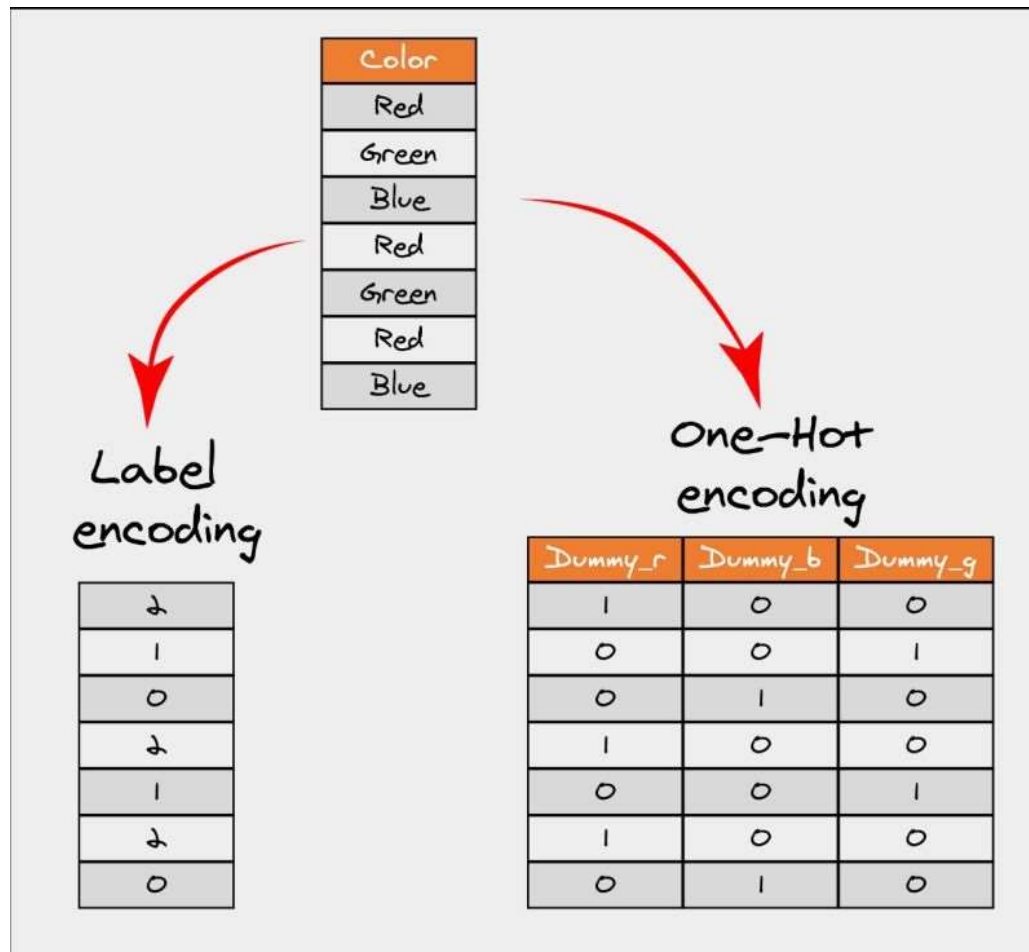 Color
Red
Green
Blue
Red
Green
Red
Blue
Label
encoding
2
1
0
2
1
2
0
One-Hot
encoding
Dummy_r Dummy_b Dummy_g
1 0 0
0 0 1
0 1 0
1 0 0
0 0 1
1 0 0
0 1 0